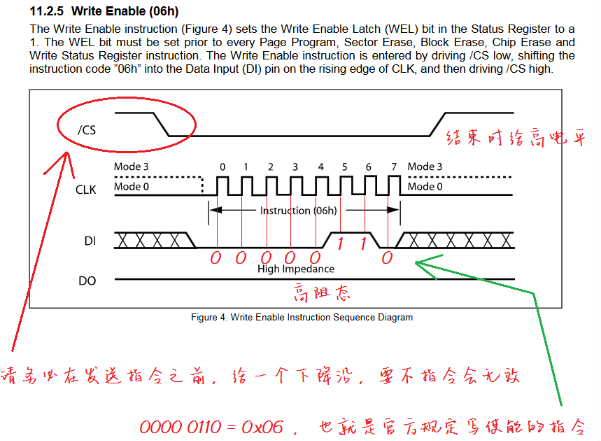 11.2.5 Write Enable (06h)
The Write Enable instruction (Figure 4) sets the Write Enable Latch (WEL) bit in the Status Register to a
1. The WEL bit must be set prior to every Page Program, Sector Erase, Block Erase, Chip Erase and
Write Status Register instruction. The Write Enable instruction is entered by driving /CS low, shifting the
instruction code "06h" into the Data Input (DI) pin on the rising edge of CLK, and then driving /CS high.
/CS
结束时给高电平
Mode 3 0 1 2 3 4 5 6 7 Mode 3
CLK Mode 0 Mode 0
Instruction (06h)
DI
0 0 0 0 0 1 1 0
High Impedance
DO
高阻态
Figure 4. Write Enable Instruction Sequence Diagram
请务必在发送指令之前，给一个下降沿，要不指令会无效
0000 0110 = 0x06 ，也就是官方规定写使能的指令